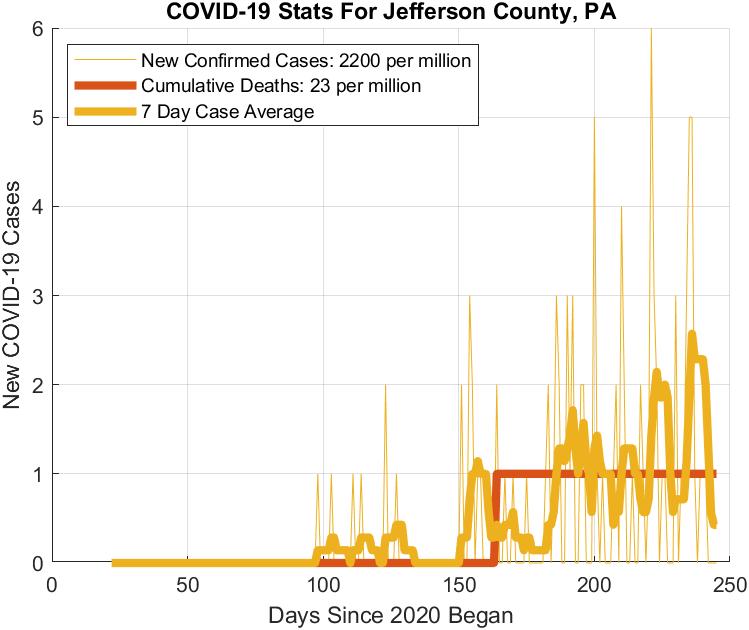 COVID-19 Stats For Jefferson County, PA
New Confirmed Cases: 2200 per million
Cumulative Deaths: 23 per million
7 Day Case Average
New COVID-19 Cases
6
5
4
3
2
1
0
0 50 100 150 200 250
Days Since 2020 Began